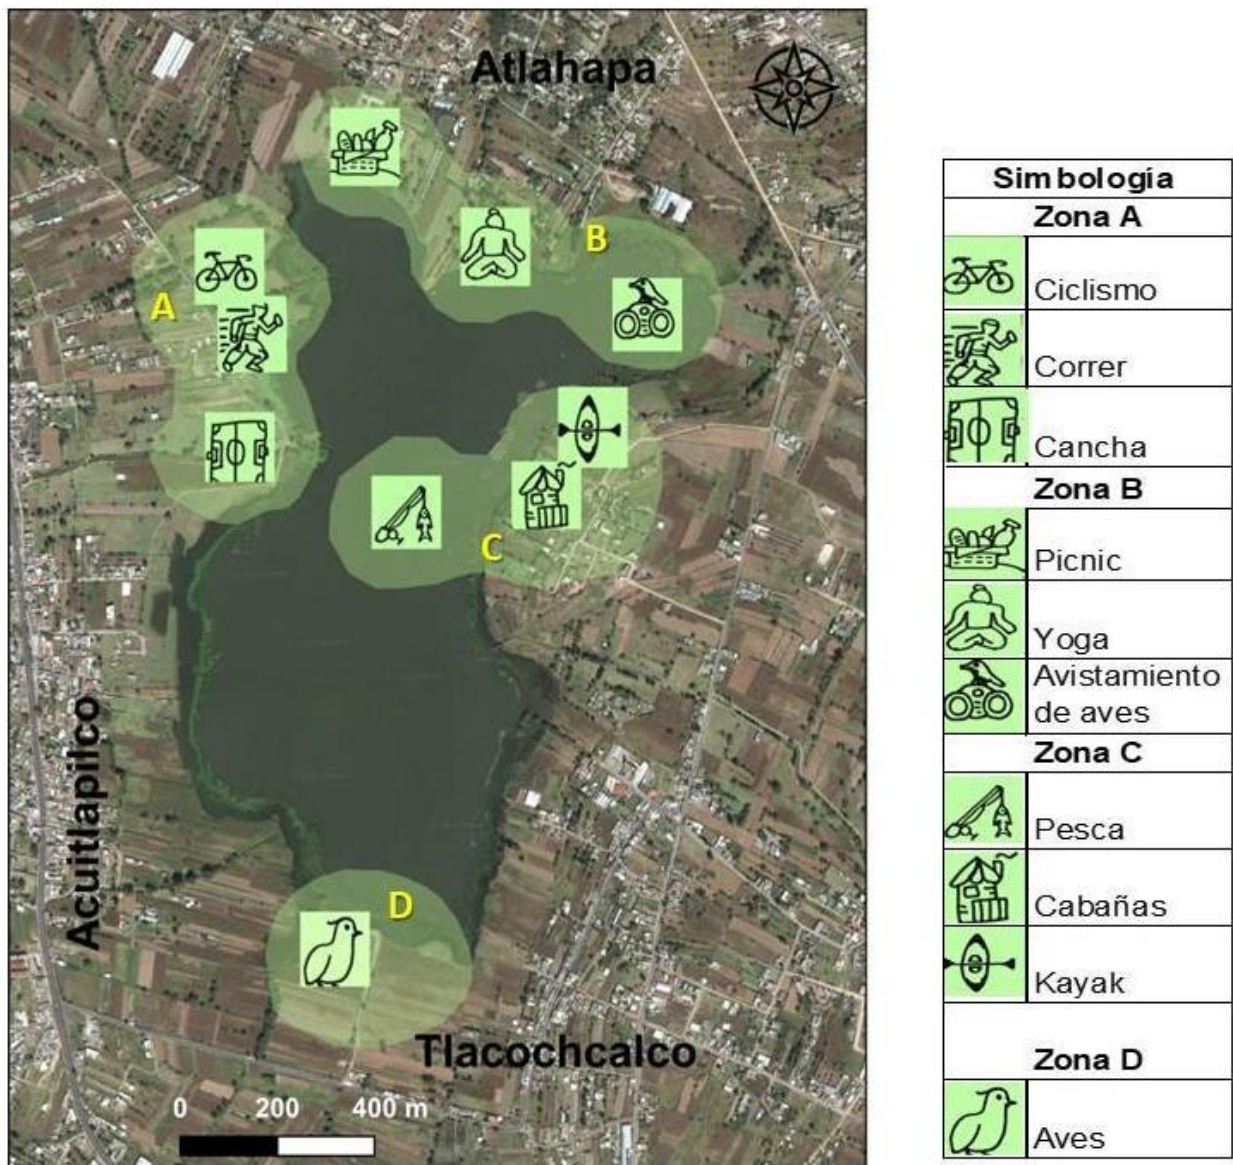 Atlahapa
A
B
C
D
Acuitlapilco
Tlacochcalco
0 200 400 m
Simbología
Zona A
Ciclismo
Correr
Cancha
Zona B
Picnic
Yoga
Avistamiento
de aves
Zona C
Pesca
Cabañas
Kayak
Zona D
Aves